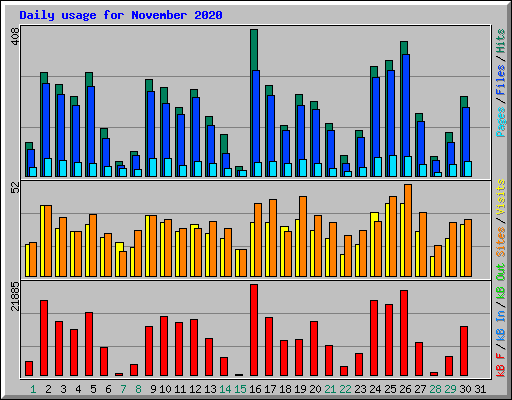 Daily usage for November 2020
408
Pages / Files / Hits
52
Sites / Visits
21885
kB F / kB In / kB Out
1 2 3 4 5 6 7 8 9 10 11 12 13 14 15 16 17 18 19 20 21 22 23 24 25 26 27 28 29 30 31